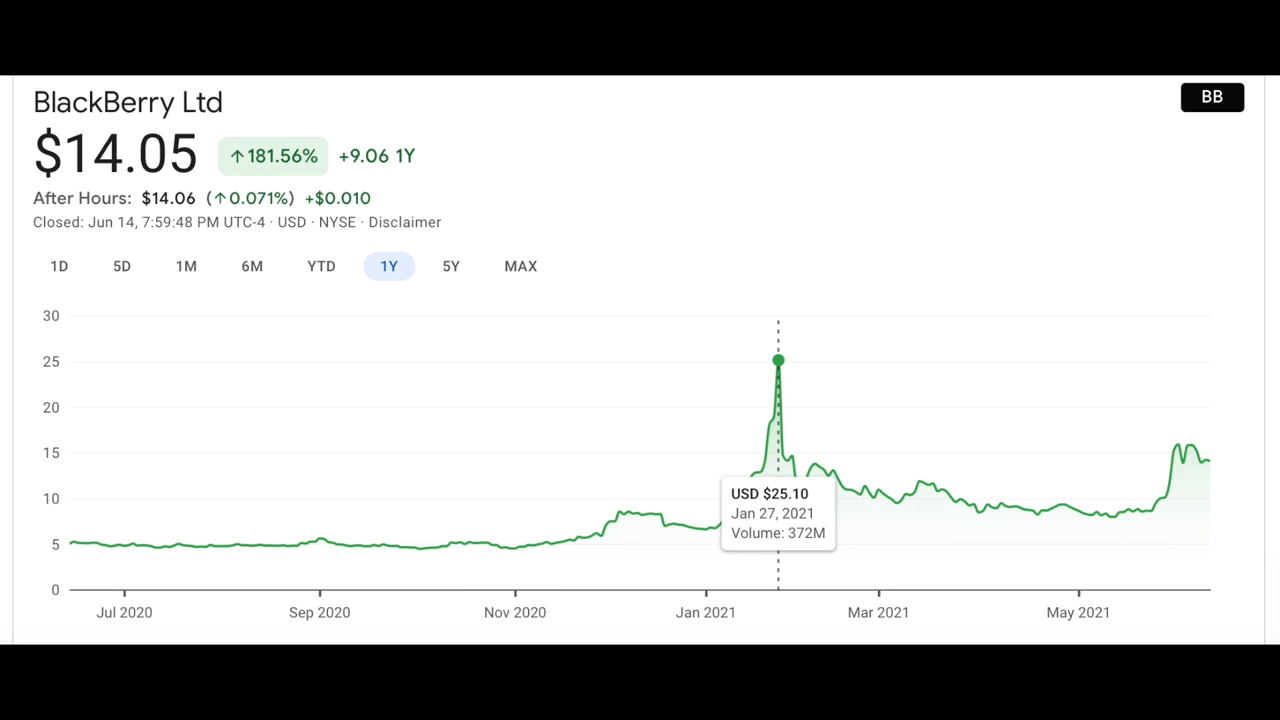 BlackBerry Ltd
BB
$14.05 ↑181.56% +9.06 1Y
After Hours: $14.06 (↑0.071%) +$0.010
Closed: Jun 14, 7:59:48 PM UTC-4 · USD · NYSE · Disclaimer
1D 5D 1M 6M YTD 1Y 5Y MAX
30
25
20
15
10
5
0
USD $25.10
Jan 27, 2021
Volume: 372M
Jul 2020 Sep 2020 Nov 2020 Jan 2021 Mar 2021 May 2021